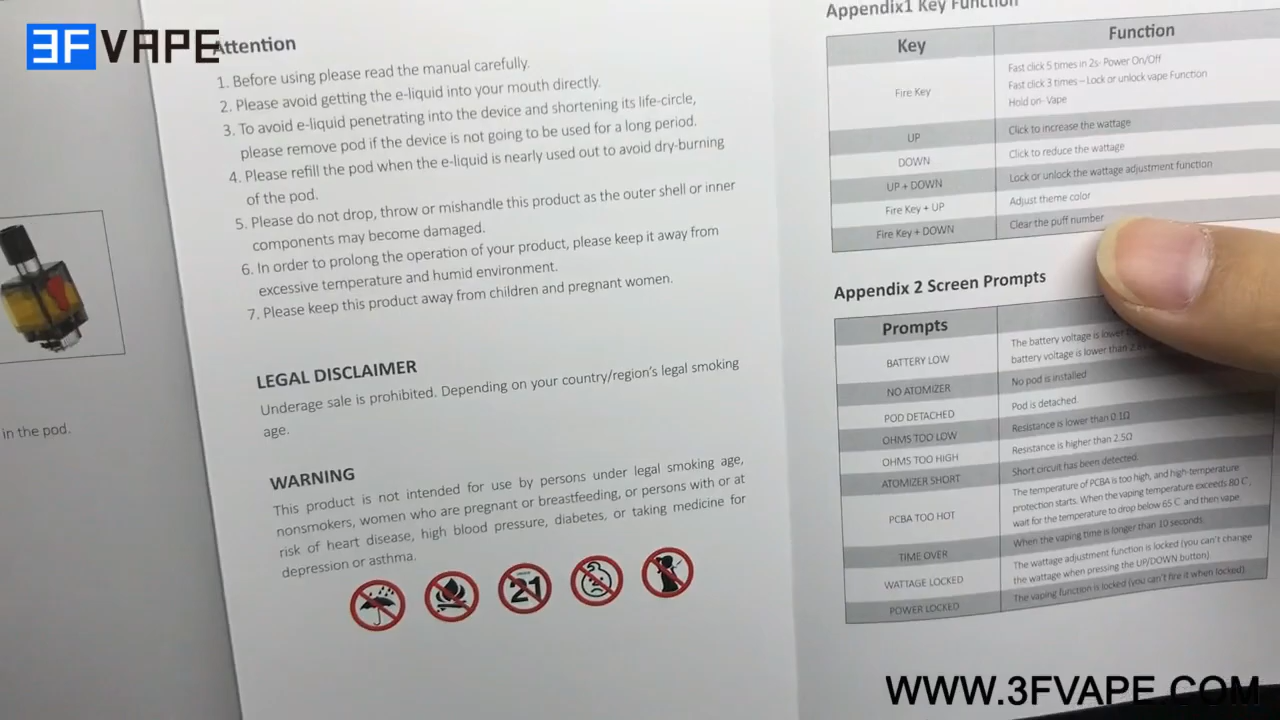 3FVAPE
Attention
1. Before using please read the manual carefully.
2. Please avoid getting the e-liquid into your mouth directly.
3. To avoid e-liquid penetrating into the device and shortening its life-circle,
please remove pod if the device is not going to be used for a long period.
4. Please refill the pod when the e-liquid is nearly used out to avoid dry-burning
of the pod.
5. Please do not drop, throw or mishandle this product as the outer shell or inner
components may become damaged.
6. In order to prolong the operation of your product, please keep it away from
excessive temperature and humid environment.
7. Please keep this product away from children and pregnant women.
LEGAL DISCLAIMER
Underage sale is prohibited. Depending on your country/region's legal smoking
age.
WARNING
This product is not intended for use by persons under legal smoking age,
nonsmokers, women who are pregnant or breastfeeding, or persons with or at
risk of heart disease, high blood pressure, diabetes, or taking medicine for
depression or asthma.
21
in the pod.
Appendix1 Key Function
Key Function
Fire Key
Fast click 5 times in 2s- Power On/Off
Fast click 3 times – Lock or unlock vape Function
Hold on- Vape
UP Click to increase the wattage
DOWN Click to reduce the wattage
UP + DOWN Lock or unlock the wattage adjustment function
Fire Key + UP Adjust theme color
Fire Key + DOWN Clear the puff number
Appendix 2 Screen Prompts
Prompts
BATTERY LOW
The battery voltage is lower
battery voltage is lower than
NO ATOMIZER No pod is installed
POD DETACHED Pod is detached.
OHMS TOO LOW Resistance is lower than 0.1Ω
OHMS TOO HIGH Resistance is higher than 2.5Ω
ATOMIZER SHORT Short circuit has been detected.
PCBA TOO HOT
The temperature of PCBA is too high, and high-temperature
protection starts. When the vaping temperature exceeds 80℃,
wait for the temperature to drop below 65℃ and then vape.
TIME OVER When the vaping time is longer than 10 seconds.
WATTAGE LOCKED
The wattage adjustment function is locked (you can't change
the wattage when pressing the UP/DOWN button).
POWER LOCKED The vaping function is locked (you can't fire it when locked).
WWW.3FVAPE.COM